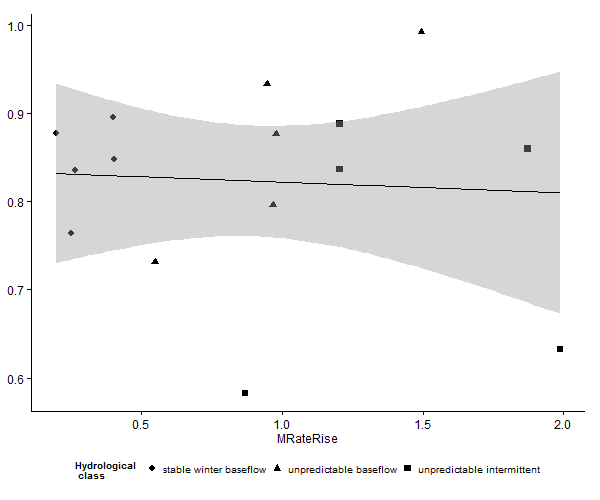 1.0
0.9
0.8
0.7
0.6
0.5 1.0 1.5 2.0
MRateRise
Hydrological
class
stable winter baseflow unpredictable baseflow unpredictable intermittent